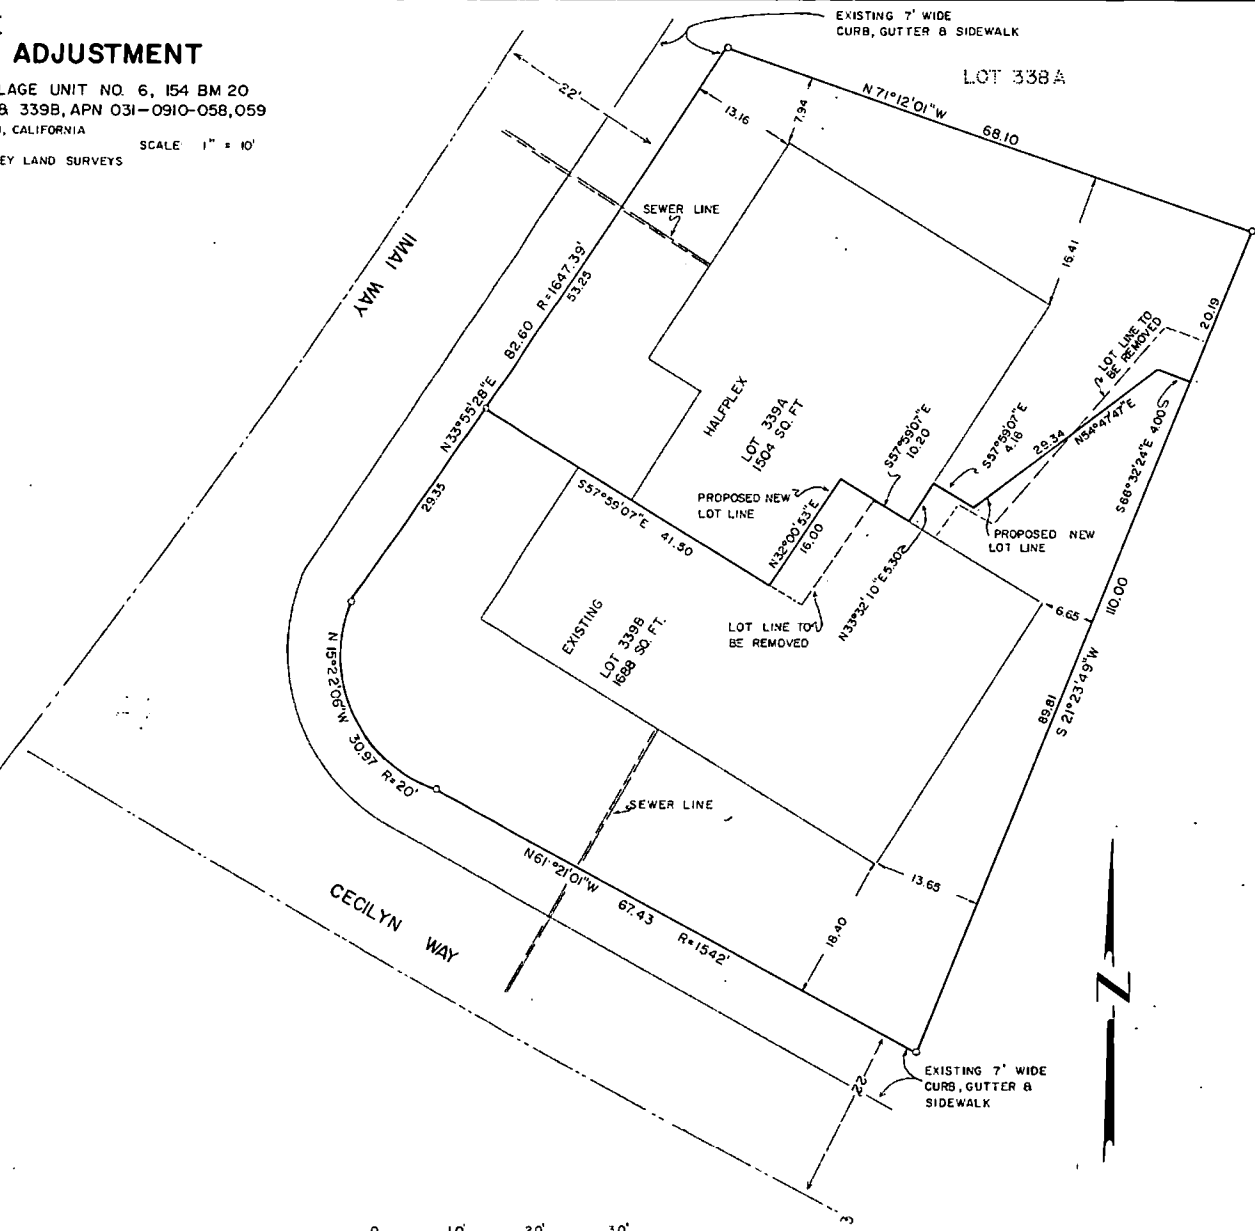 ADJUSTMENT
LAGE UNIT NO. 6, 154 BM 20
& 339B, APN 031-0910-058,059
, CALIFORNIA
SCALE 1" = 10'
EY LAND SURVEYS
EXISTING 7' WIDE
CURB, GUTTER & SIDEWALK
LOT 338A
N 71°12'01"W
68.10
22'
13.16
7.94
SEWER LINE
IMAI WAY
16.41
20.19
N33°55'28"E 82.60 R=1647.39'
53.25
LOT LINE TO
BE REMOVED
HALFPLEX
LOT 339A
1504 SQ. FT
S57°59'07"E
10.20
S57°59'07"E
4.18
29.34
N54°47'47"E
S66°32'24"E 4.00'S
29.35
PROPOSED NEW
LOT LINE
S57°59'07"E
41.50
N32°00'53"E
16.00
PROPOSED NEW
LOT LINE
N33°32'10"E 5.302
LOT LINE TO
BE REMOVED
6.65
110.00
S 21°23'49"W
89.81
EXISTING
LOT 339B
1688 SQ. FT.
N 15°22'06"W 30.97 R=20'
SEWER LINE
N61°21'01"W
67.43
R=1542'
13.65
18.40
CECILYN WAY
22
EXISTING 7' WIDE
CURB, GUTTER &
SIDEWALK
N
0 10' 20' 30'